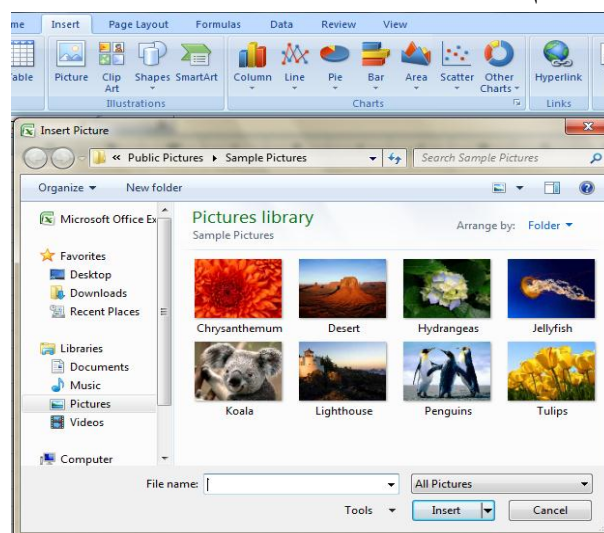 me Insert Page Layout Formulas Data Review View
able Picture Clip Art Shapes SmartArt Column Line Pie Bar Area Scatter Other Charts Hyperlink
Illustrations Charts Links
Insert Picture
« Public Pictures Sample Pictures Search Sample Pictures
Organize New folder
Microsoft Office Ex
Pictures library
Sample Pictures
Arrange by: Folder
Favorites
Desktop
Downloads
Recent Places
Libraries
Documents
Music
Pictures
Videos
Computer
Chrysanthemum Desert Hydrangeas Jellyfish
Koala Lighthouse Penguins Tulips
File name: All Pictures
Tools Insert Cancel